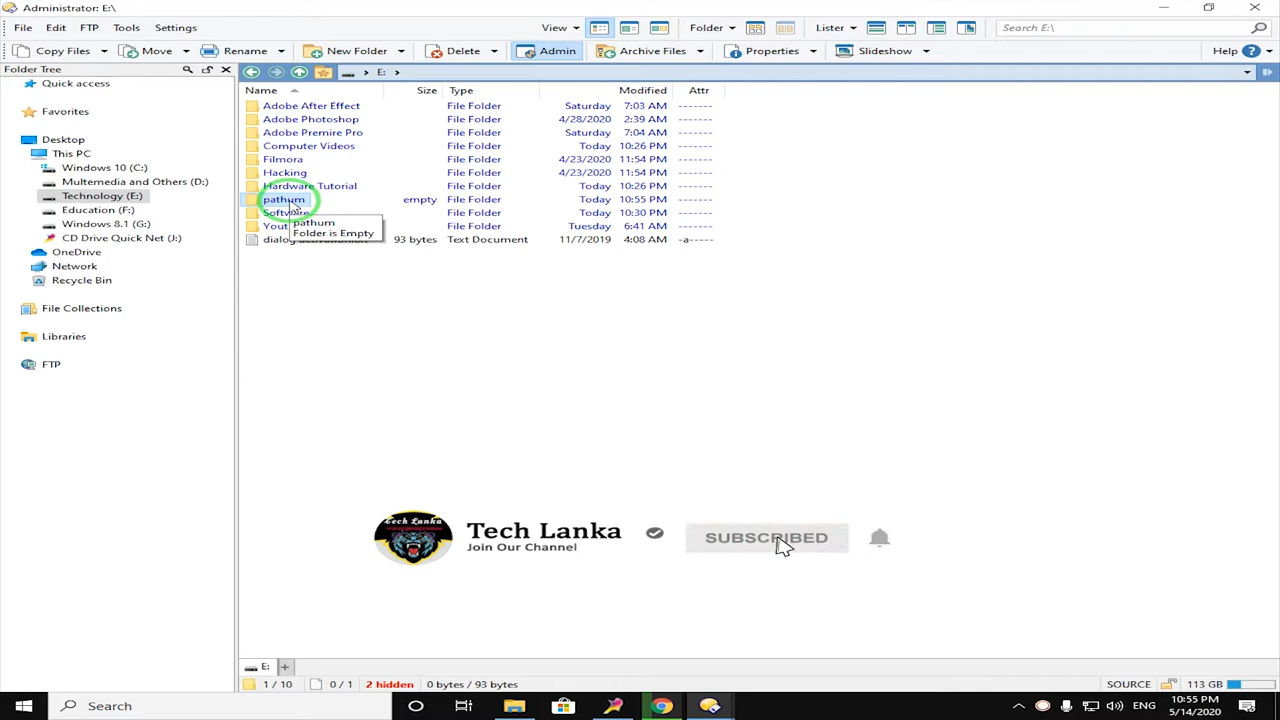 Administrator: E:\
File Edit FTP Tools Settings View Folder Lister Search E:\
Copy Files Move Rename New Folder Delete Admin Archive Files Properties Slideshow Help
Folder Tree
E:
Quick access
Favorites
Desktop
This PC
Windows 10 (C:)
Multemedia and Others (D:)
Technology (E:)
Education (F:)
Windows 8.1 (G:)
CD Drive Quick Net (J:)
OneDrive
Network
Recycle Bin
File Collections
Libraries
FTP
Name Size Type Modified Attr
Adobe After Effect File Folder Saturday 7:03 AM -------
Adobe Photoshop File Folder 4/28/2020 2:39 AM -------
Adobe Premire Pro File Folder Saturday 7:04 AM -------
Computer Videos File Folder Today 10:26 PM -------
Filmora File Folder 4/23/2020 11:54 PM -------
Hacking File Folder 4/23/2020 11:54 PM -------
Hardware Tutorial File Folder Today 10:26 PM -------
pathum empty File Folder Today 10:55 PM -------
Software File Folder Today 10:30 PM -------
File Folder Tuesday 6:41 AM -------
93 bytes Text Document 11/7/2019 4:08 AM -a-----
pathum
Folder is Empty
Tech Lanka
Tech Lanka
Join Our Channel
SUBSCRIBED
E:
1 / 10 0 / 1 2 hidden 0 bytes / 93 bytes SOURCE 113 GB
Search
ENG
10:55 PM
5/14/2020